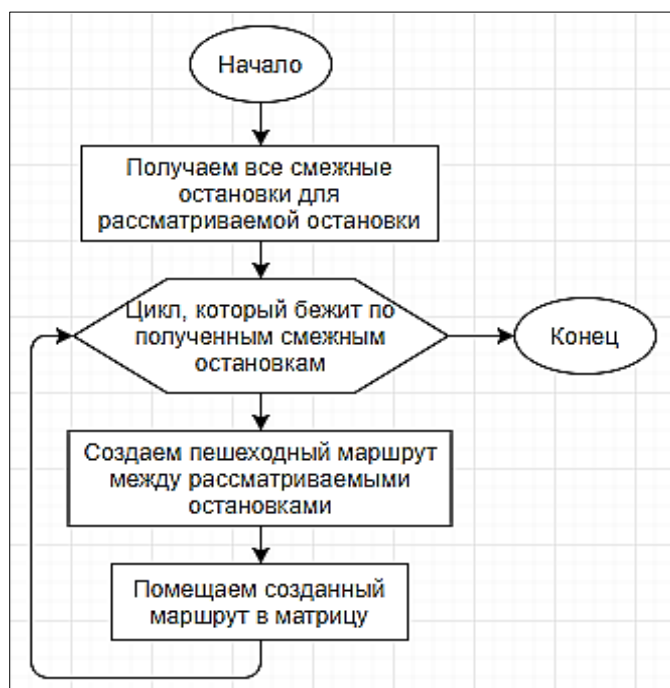 Начало
Получаем все смежные
остановки для
рассматриваемой остановки
Цикл, который бежит по
полученным смежным
остановкам
Конец
Создаем пешеходный маршрут
между рассматриваемыми
остановками
Помещаем созданный
маршрут в матрицу